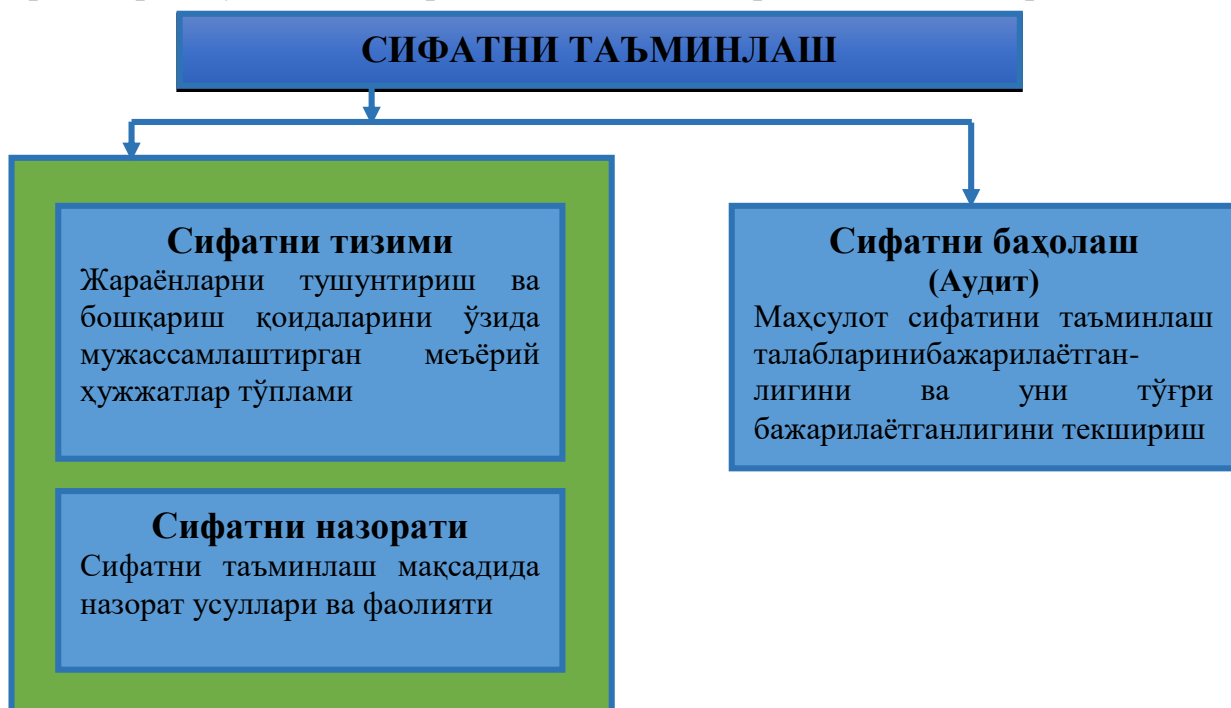 СИФАТНИ ТАЪМИНЛАШ
Сифатни тизими
Жараёнларни тушунтириш ва
бошқариш қоидаларини ўзида
мужассамлаштирган меъёрий
ҳужжатлар тўплами
Сифатни назорати
Сифатни таъминлаш мақсадида
назорат усуллари ва фаолияти
Сифатни баҳолаш
(Аудит)
Маҳсулот сифатини таъминлаш
талабларинибажарилаётган-
лигини ва уни тўғри
бажарилаётганлигини текшириш